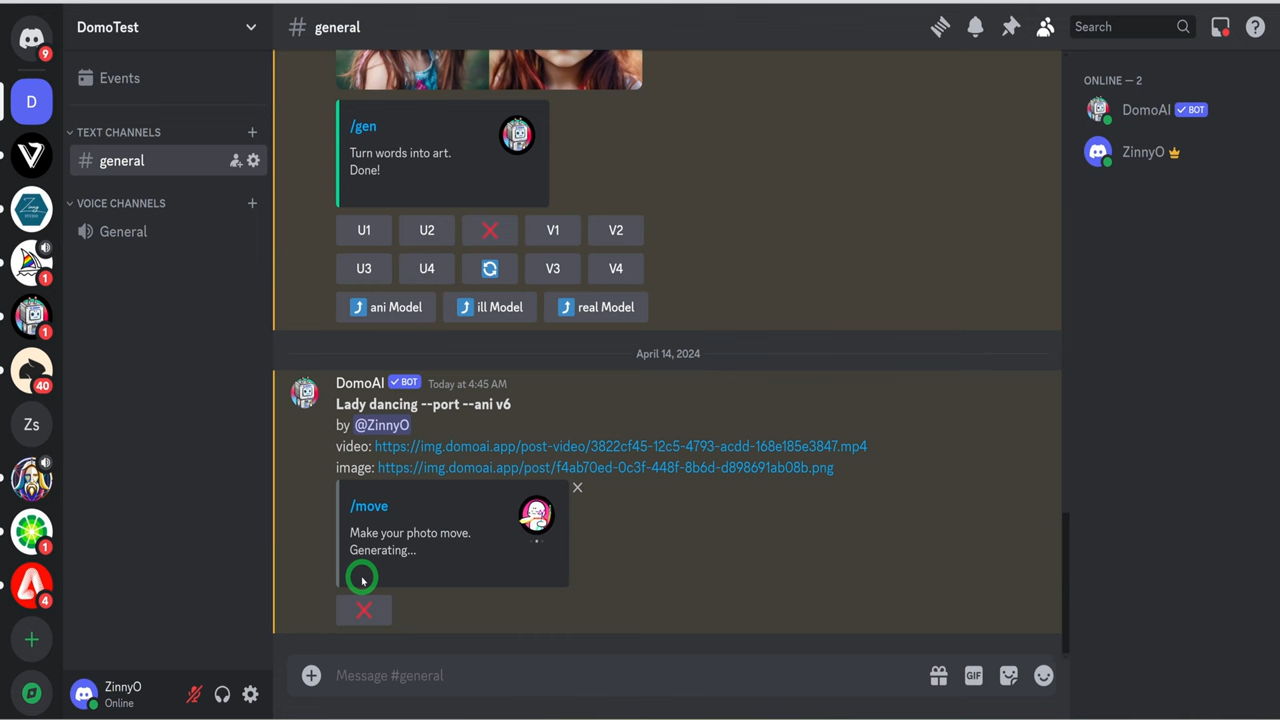 9
D
Zs
1
1
40
1
4
DomoTest
Events
TEXT CHANNELS
# general
VOICE CHANNELS
General
ZinnyO
Online
# general
Search
/gen
Turn words into art.
Done!
U1 U2 V1 V2
U3 U4 V3 V4
ani Model ill Model real Model
April 14, 2024
DomoAI BOT Today at 4:45 AM
Lady dancing --port --ani v6
by @ZinnyO
video: https://img.domoai.app/post-video/3822cf45-12c5-4793-acdd-168e185e3847.mp4
image: https://img.domoai.app/post/f4ab70ed-0c3f-448f-8b6d-d898691ab08b.png
/move
Make your photo move.
Generating...
Message #general
GIF
ONLINE — 2
DomoAI BOT
ZinnyO